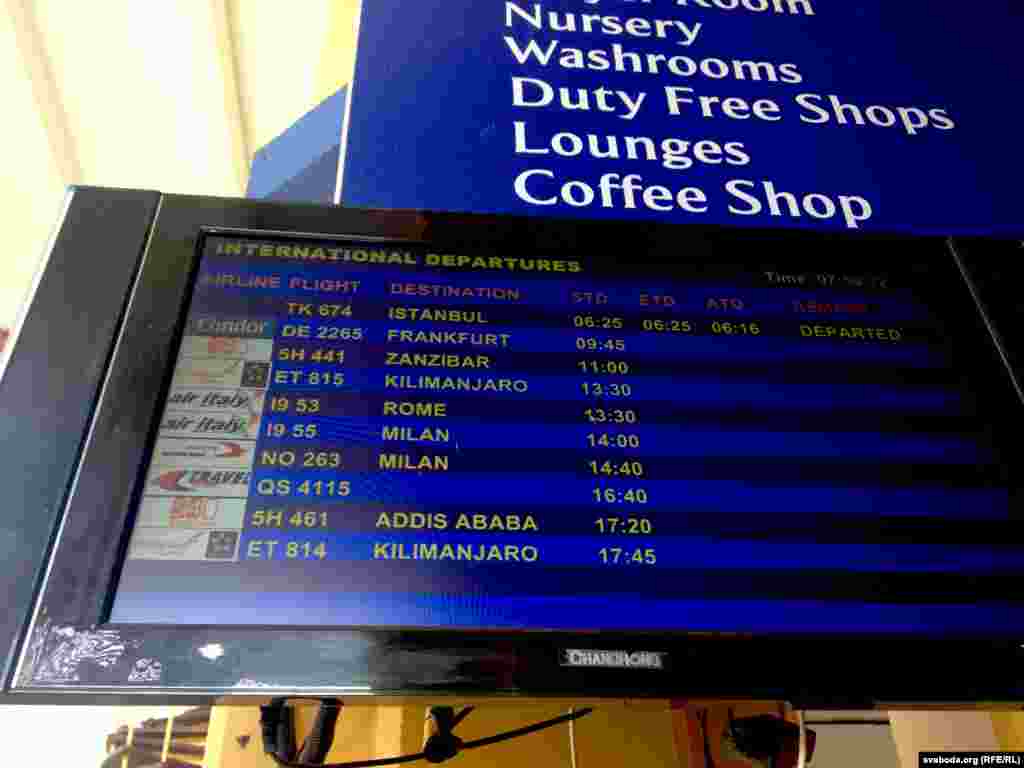 Room
Nursery
Washrooms
Duty Free Shops
Lounges
Coffee Shop
INTERNATIONAL DEPARTURES
Time
AIRLINE FLIGHT DESTINATION STD ETD ATD REMARK
TK 674 ISTANBUL 06:25 06:25 06:16 DEPARTED
Condor DE 2265 FRANKFURT 09:45
5H 441 ZANZIBAR 11:00
ET 815 KILIMANJARO 13:30
air italy I9 53 ROME 13:30
air italy I9 55 MILAN 14:00
NO 263 MILAN 14:40
TRAVEL QS 4115 16:40
5H 461 ADDIS ABABA 17:20
ET 814 KILIMANJARO 17:45
CHANGHONG
svaboda.org (RFE/RL)